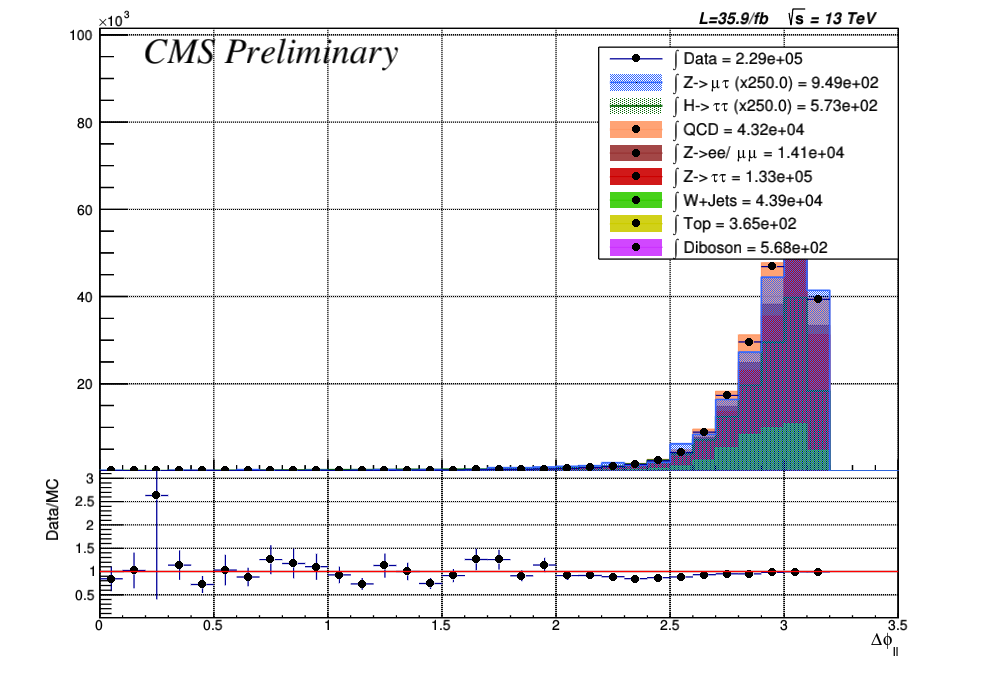 ×10³
L=35.9/fb √s = 13 TeV
CMS Preliminary
∫ Data = 2.29e+05
∫ Z->μτ (x250.0) = 9.49e+02
∫ H->ττ (x250.0) = 5.73e+02
∫ QCD = 4.32e+04
∫ Z->ee/ μμ = 1.41e+04
∫ Z->ττ = 1.33e+05
∫ W+Jets = 4.39e+04
∫ Top = 3.65e+02
∫ Diboson = 5.68e+02
100
80
60
40
20
Data/MC
3
2.5
2
1.5
1
0.5
0 0.5 1 1.5 2 2.5 3 3.5
Δϕ_ll